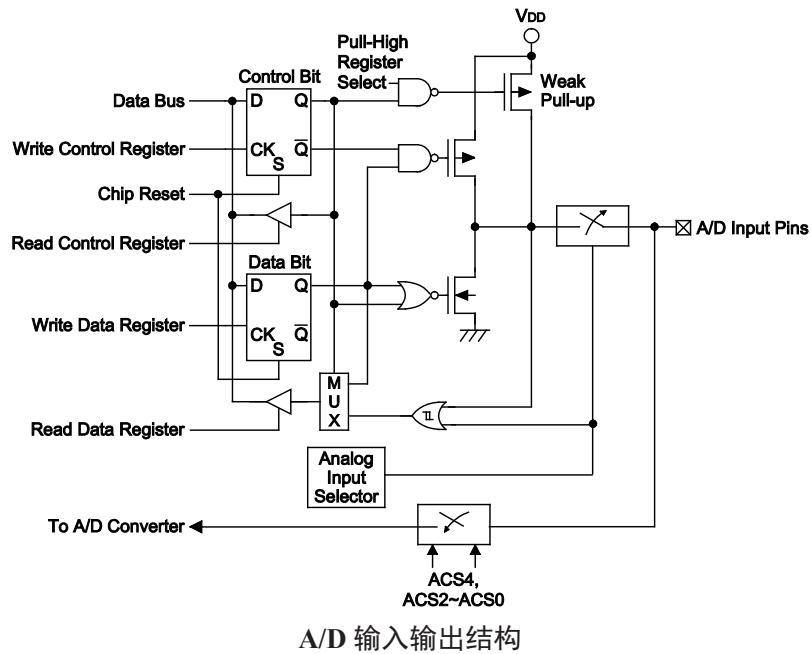 VDD
Pull-High
Register
Select
Weak
Pull-up
Control Bit
Data Bus
D Q
Write Control Register
CK Q̅
S
Chip Reset
Read Control Register
A/D Input Pins
Data Bit
D Q
Write Data Register
CK Q̅
S
M
U
X
Read Data Register
Analog
Input
Selector
To A/D Converter
ACS4,
ACS2~ACS0
A/D 输入输出结构